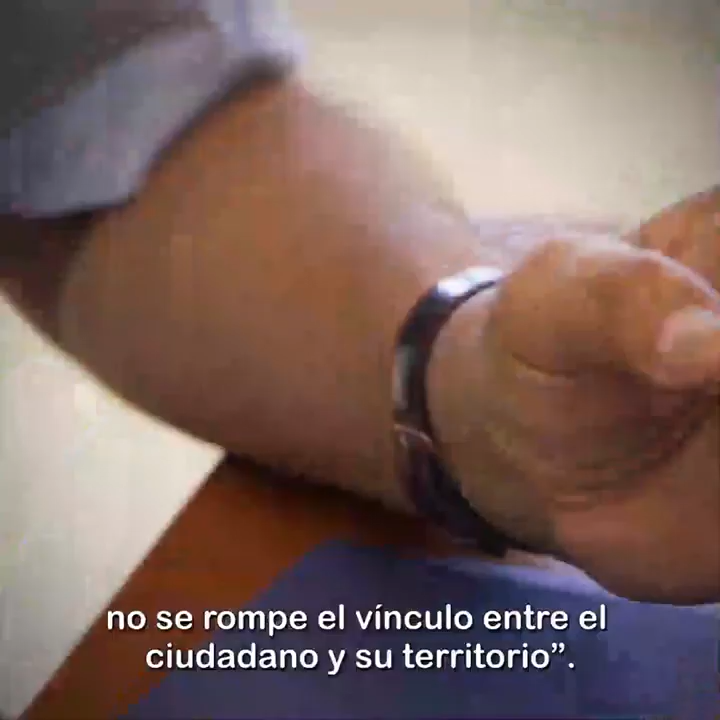 no se rompe el vínculo entre el
ciudadano y su territorio”.